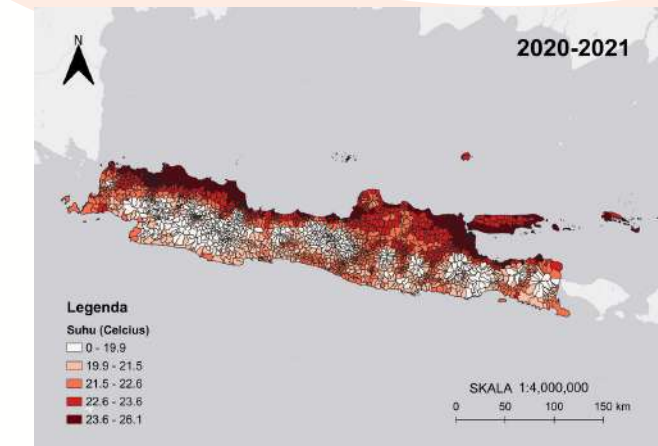 2020-2021
Legenda
Suhu (Celcius)
0 - 19.9
19.9 - 21.5
21.5 - 22.6
22.6 - 23.6
23.6 - 26.1
SKALA 1:4,000,000
0 50 100 150 km